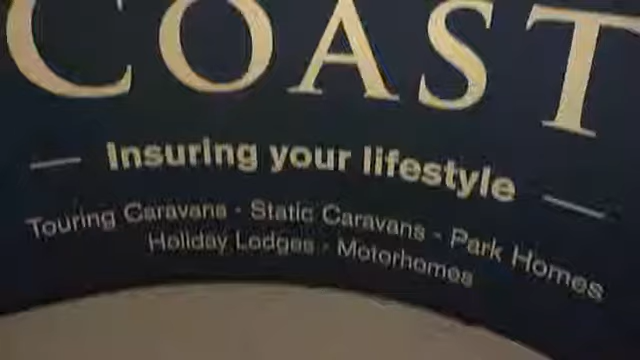 COAST
— Insuring your lifestyle —
Touring Caravans · Static Caravans · Park Homes
Holiday Lodges · Motorhomes